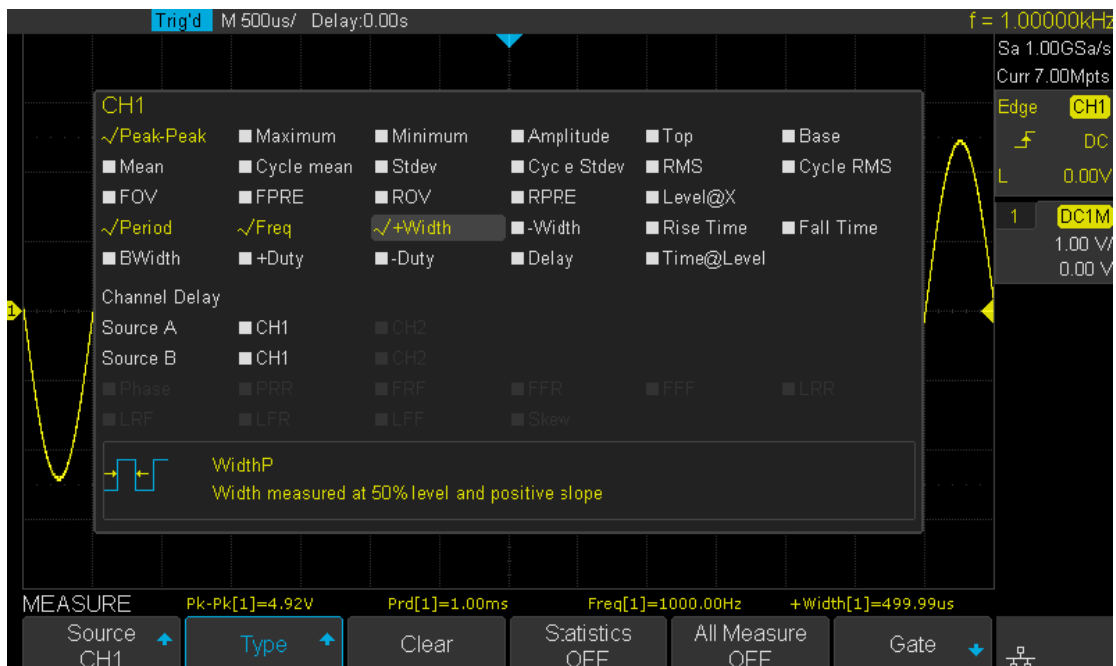 Trig'd M 500us/ Delay:0.00s f = 1.00000kHz
Sa 1.00GSa/s
Curr 7.00Mpts
CH1
Edge CH1
✓Peak-Peak Maximum Minimum Amplitude Top Base
DC
Mean Cycle mean Stdev Cyc e Stdev RMS Cycle RMS
L 0.00V
FOV FPRE ROV RPRE Level@X
1 DC1M
✓Period ✓Freq ✓+Width -Width Rise Time Fall Time
1.00 V/
BWidth +Duty -Duty Delay Time@Level
0.00 V
Channel Delay
1
Source A CH1 CH2
Source B CH1 CH2
Phase PRR FRF FFR FFF LRR
LRF LFR LFF Skew
WidthP
Width measured at 50% level and positive slope
MEASURE Pk-Pk[1]=4.92V Prd[1]=1.00ms Freq[1]=1000.00Hz +Width[1]=499.99us
Source Type Clear Statistics All Measure Gate
CH1 OFF OFF